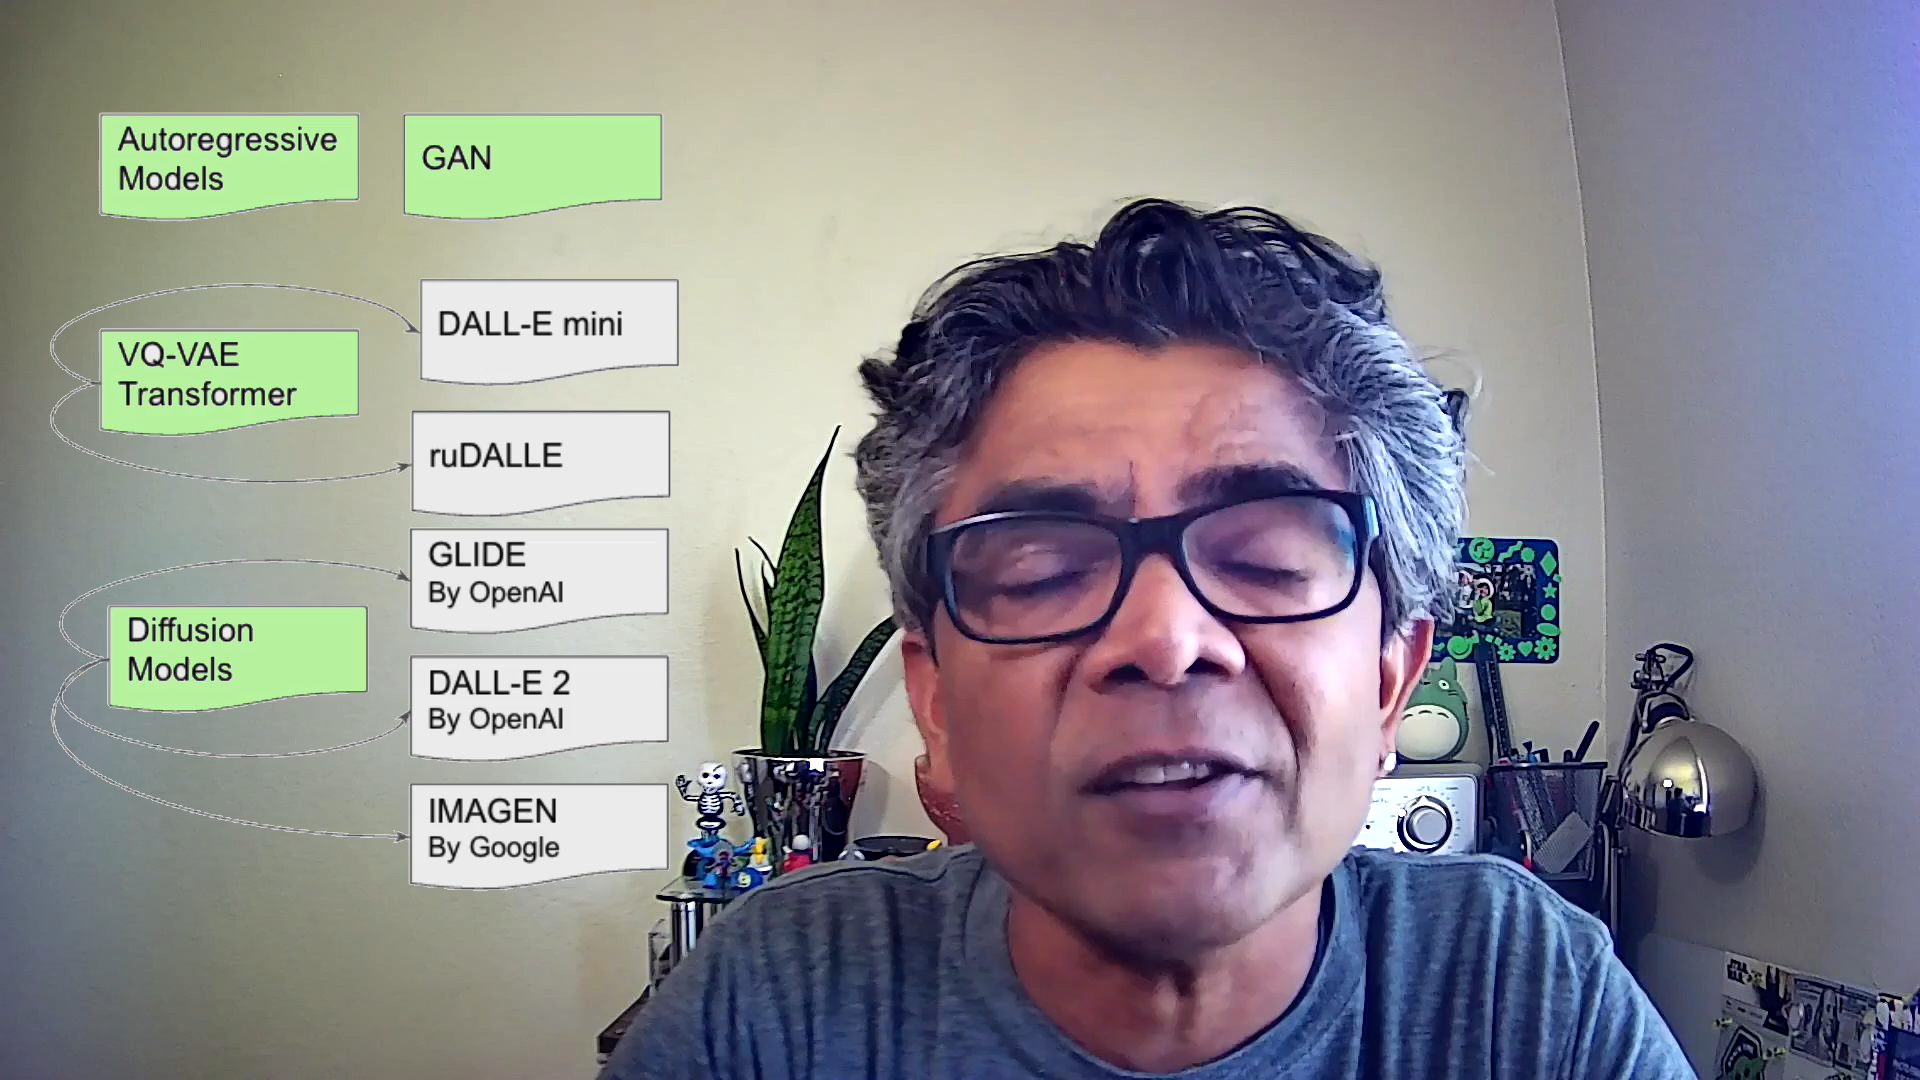 Autoregressive
Models
GAN
DALL-E mini
VQ-VAE
Transformer
ruDALLE
GLIDE
By OpenAI
Diffusion
Models
DALL-E 2
By OpenAI
IMAGEN
By Google